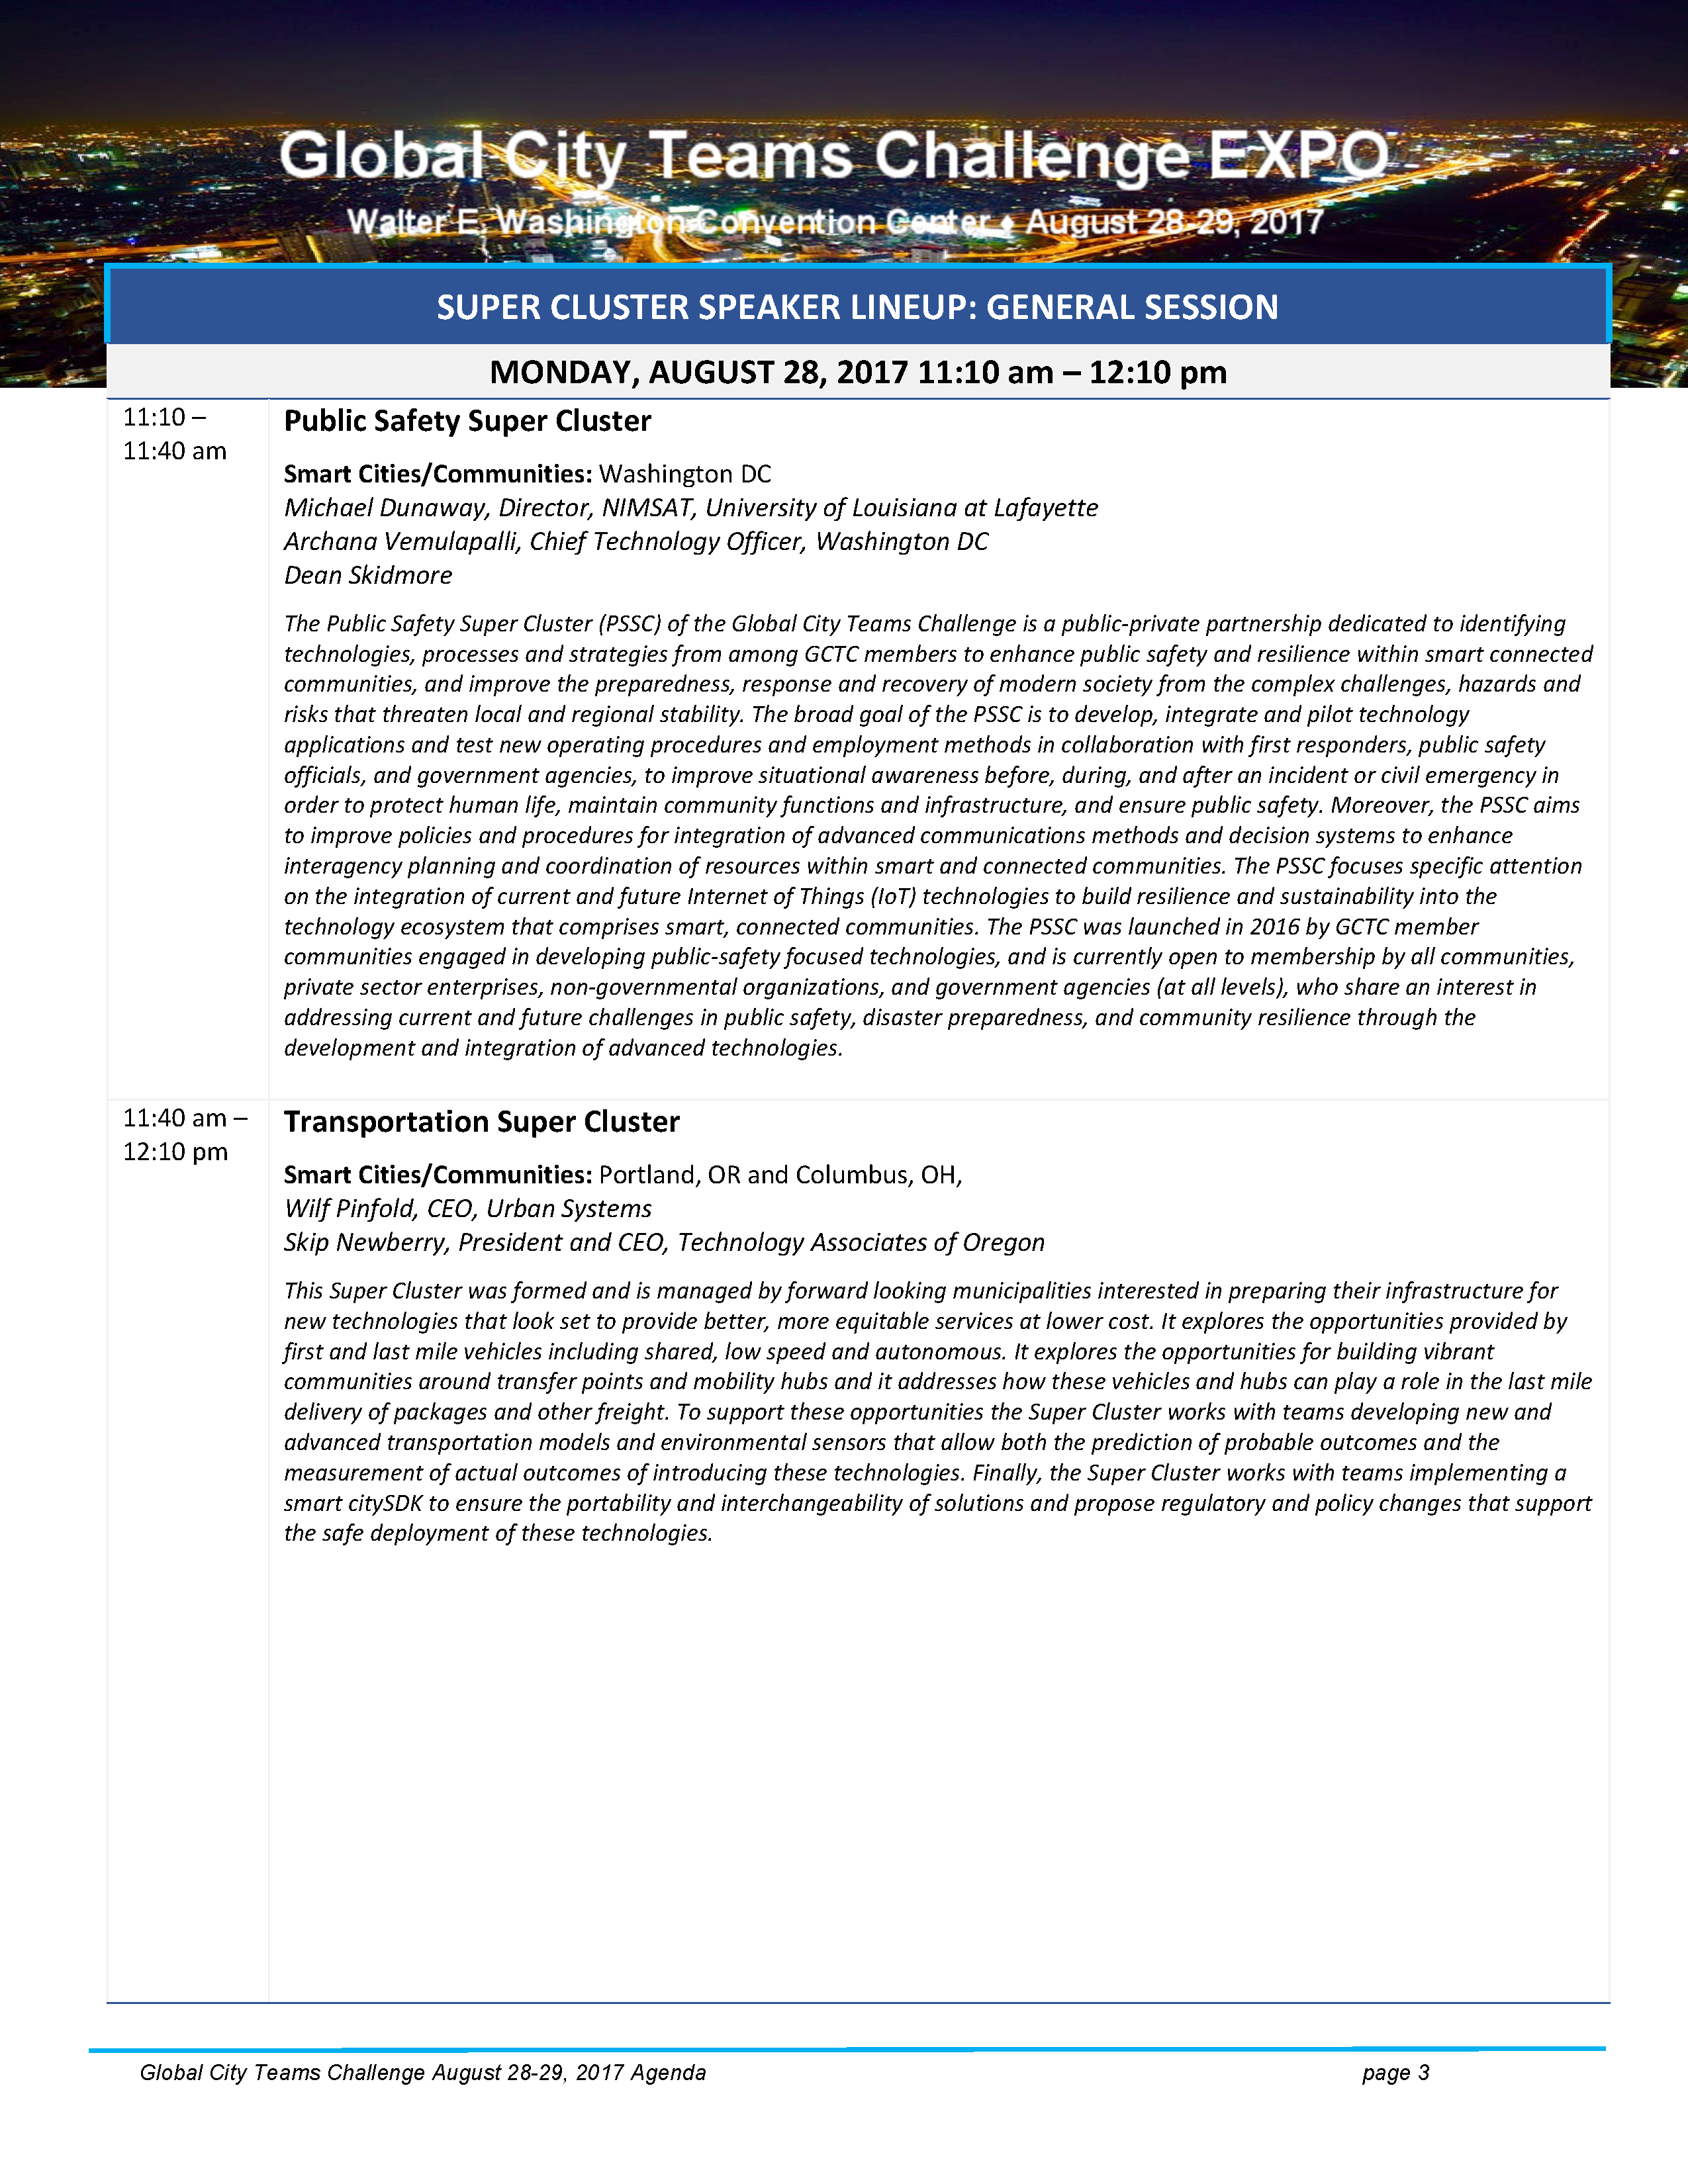 Global City Teams Challenge EXPO
Walter E. Washington Convention Center ♦ August 28-29, 2017
SUPER CLUSTER SPEAKER LINEUP: GENERAL SESSION
MONDAY, AUGUST 28, 2017 11:10 am – 12:10 pm
11:10 –
11:40 am
Public Safety Super Cluster
Smart Cities/Communities: Washington DC
Michael Dunaway, Director, NIMSAT, University of Louisiana at Lafayette
Archana Vemulapalli, Chief Technology Officer, Washington DC
Dean Skidmore
The Public Safety Super Cluster (PSSC) of the Global City Teams Challenge is a public-private partnership dedicated to identifying
technologies, processes and strategies from among GCTC members to enhance public safety and resilience within smart connected
communities, and improve the preparedness, response and recovery of modern society from the complex challenges, hazards and
risks that threaten local and regional stability. The broad goal of the PSSC is to develop, integrate and pilot technology
applications and test new operating procedures and employment methods in collaboration with first responders, public safety
officials, and government agencies, to improve situational awareness before, during, and after an incident or civil emergency in
order to protect human life, maintain community functions and infrastructure, and ensure public safety. Moreover, the PSSC aims
to improve policies and procedures for integration of advanced communications methods and decision systems to enhance
interagency planning and coordination of resources within smart and connected communities. The PSSC focuses specific attention
on the integration of current and future Internet of Things (IoT) technologies to build resilience and sustainability into the
technology ecosystem that comprises smart, connected communities. The PSSC was launched in 2016 by GCTC member
communities engaged in developing public-safety focused technologies, and is currently open to membership by all communities,
private sector enterprises, non-governmental organizations, and government agencies (at all levels), who share an interest in
addressing current and future challenges in public safety, disaster preparedness, and community resilience through the
development and integration of advanced technologies.
11:40 am –
12:10 pm
Transportation Super Cluster
Smart Cities/Communities: Portland, OR and Columbus, OH,
Wilf Pinfold, CEO, Urban Systems
Skip Newberry, President and CEO, Technology Associates of Oregon
This Super Cluster was formed and is managed by forward looking municipalities interested in preparing their infrastructure for
new technologies that look set to provide better, more equitable services at lower cost. It explores the opportunities provided by
first and last mile vehicles including shared, low speed and autonomous. It explores the opportunities for building vibrant
communities around transfer points and mobility hubs and it addresses how these vehicles and hubs can play a role in the last mile
delivery of packages and other freight. To support these opportunities the Super Cluster works with teams developing new and
advanced transportation models and environmental sensors that allow both the prediction of probable outcomes and the
measurement of actual outcomes of introducing these technologies. Finally, the Super Cluster works with teams implementing a
smart citySDK to ensure the portability and interchangeability of solutions and propose regulatory and policy changes that support
the safe deployment of these technologies.
Global City Teams Challenge August 28-29, 2017 Agenda page 3